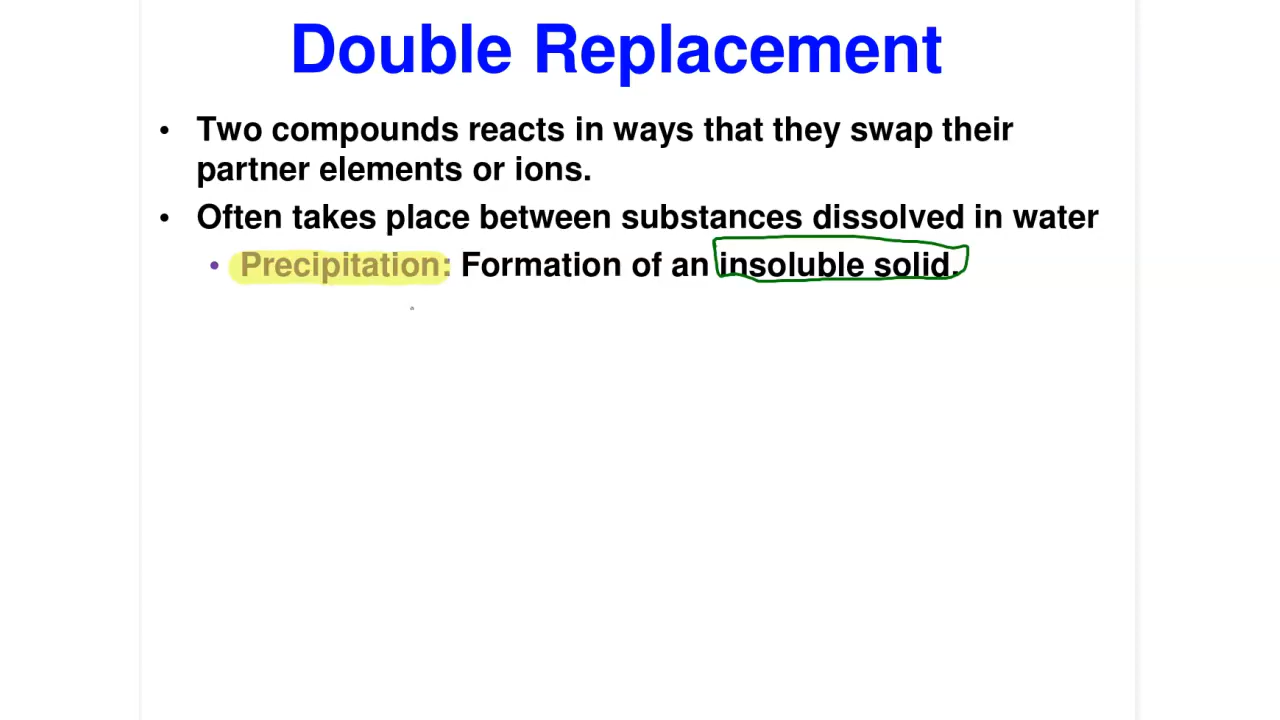 Double Replacement
• Two compounds reacts in ways that they swap their
partner elements or ions.
• Often takes place between substances dissolved in water
• Precipitation: Formation of an insoluble solid.